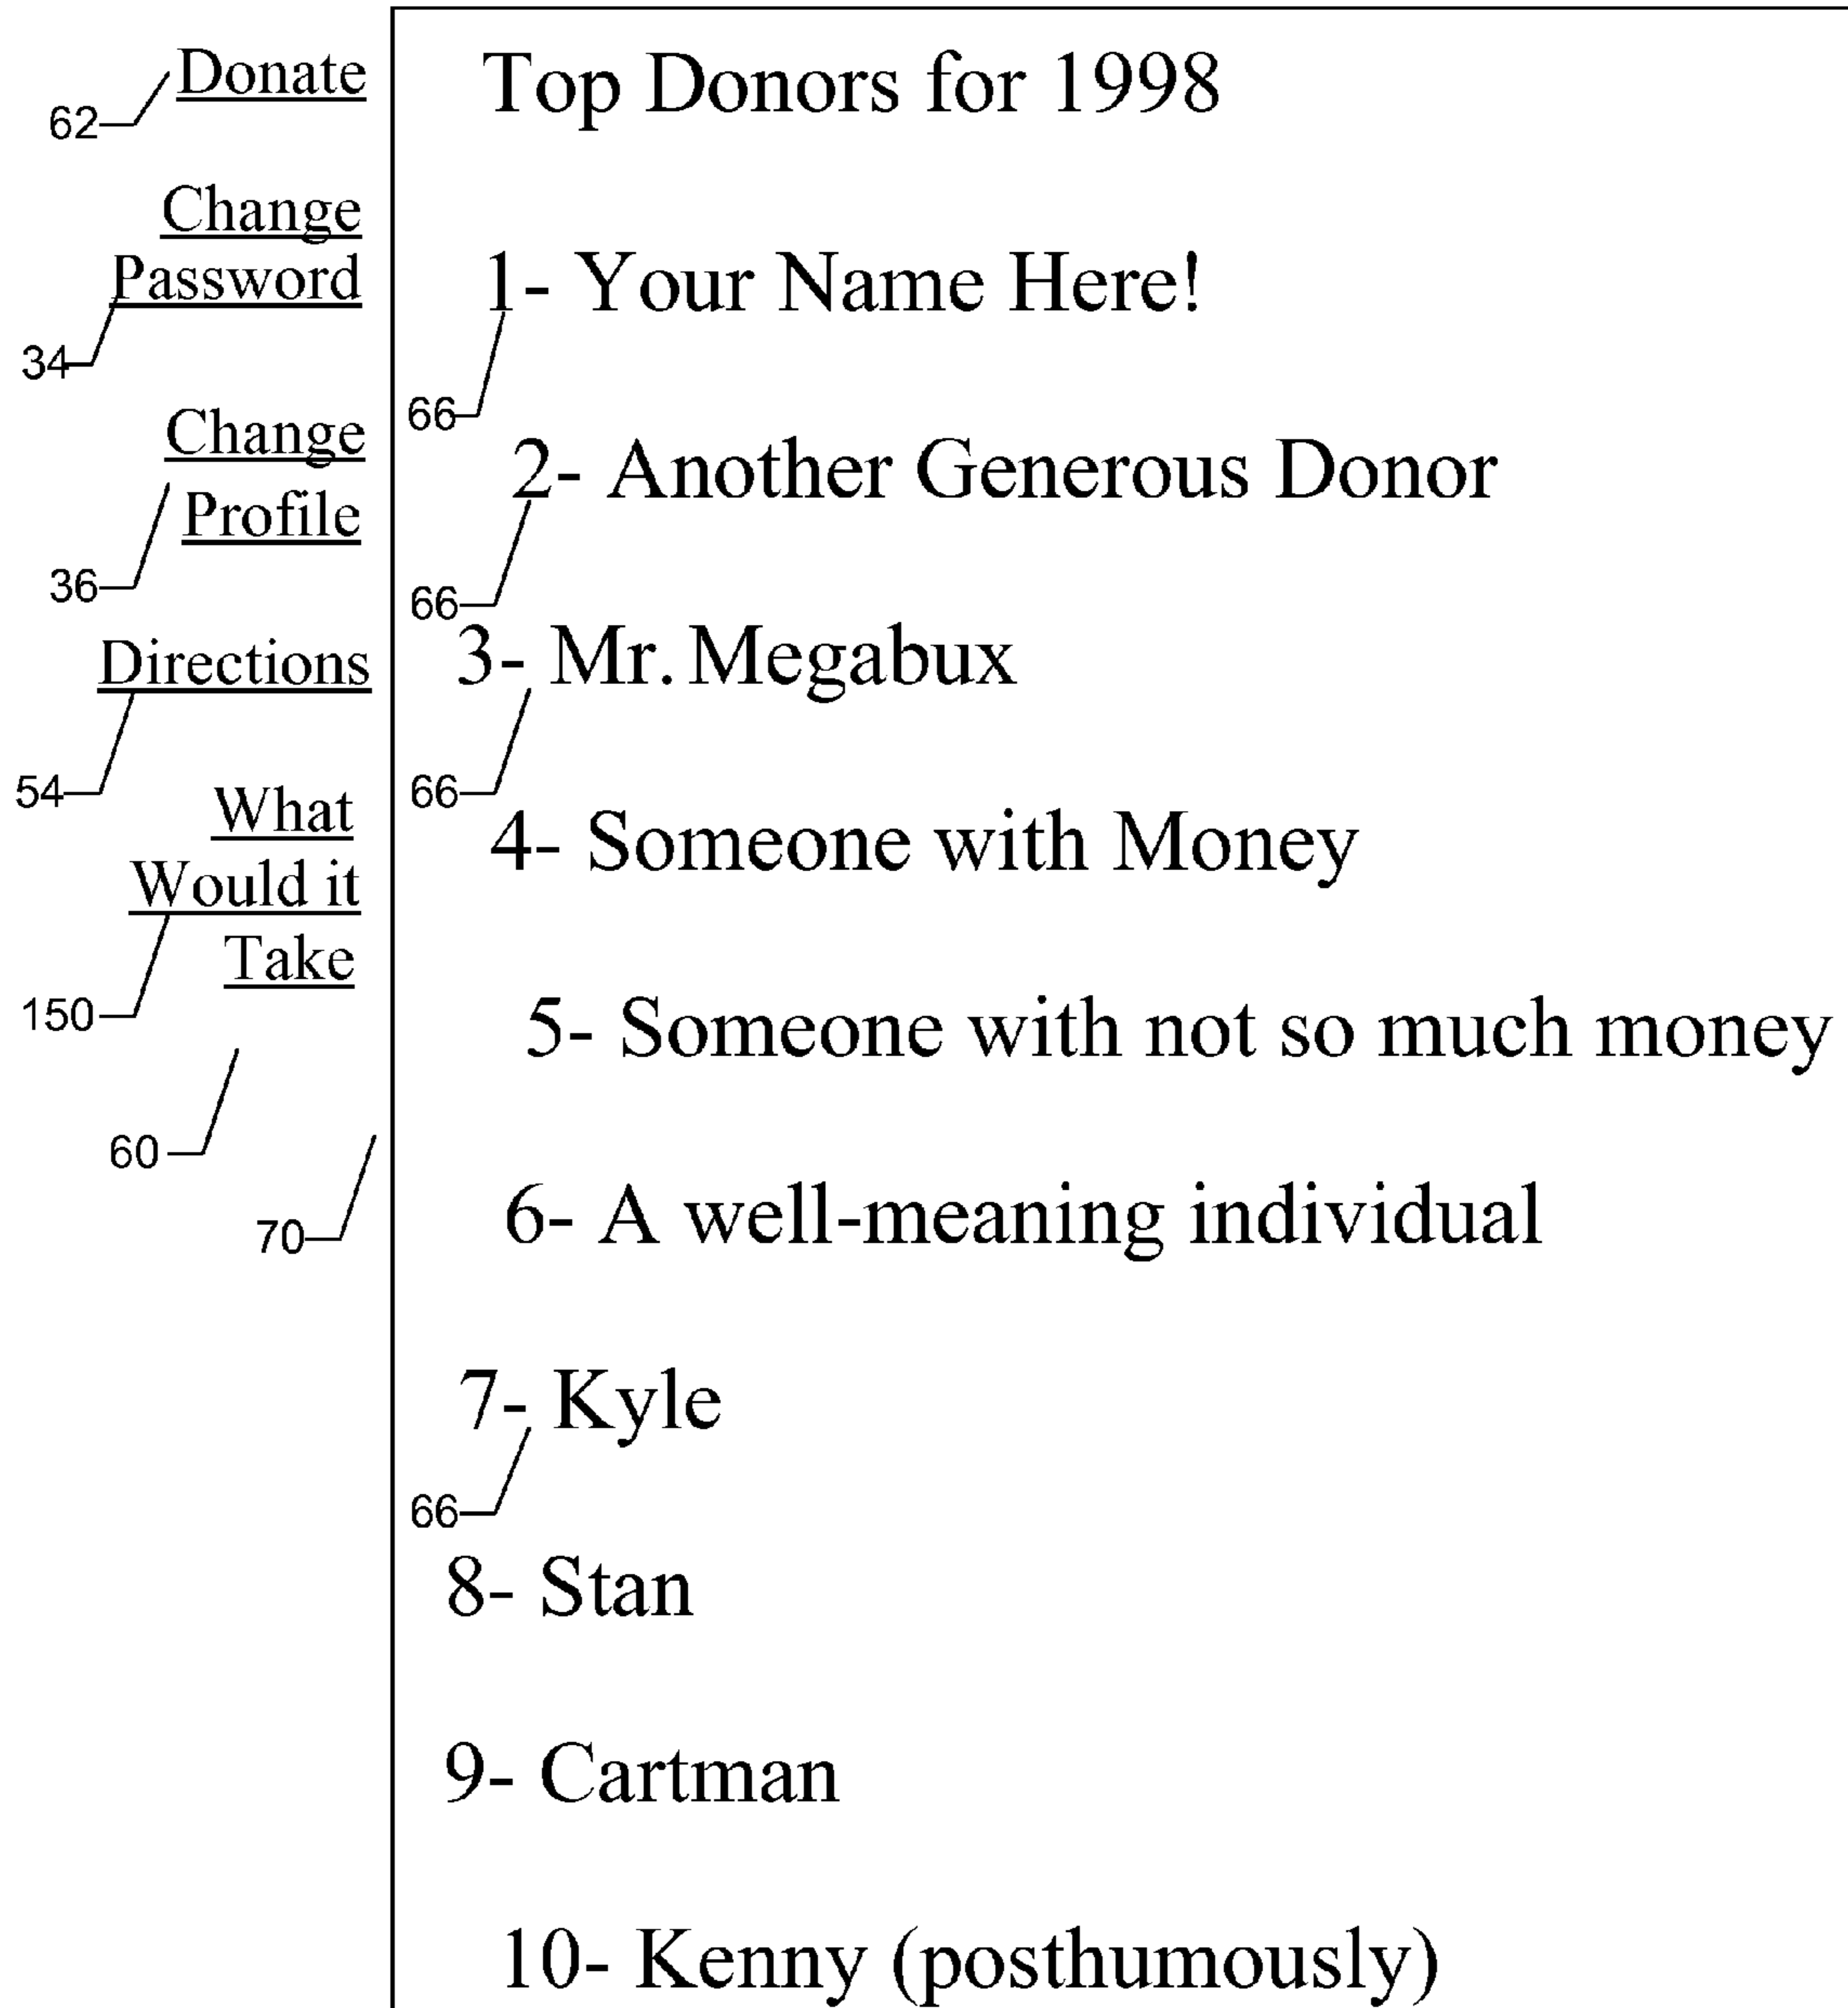 Donate
62
Change
Password
34
Change
Profile
36
Directions
54
What
Would it
Take
150
60
70
Top Donors for 1998
1- Your Name Here!
66
2- Another Generous Donor
66
3- Mr. Megabux
66
4- Someone with Money
5- Someone with not so much money
6- A well-meaning individual
7- Kyle
66
8- Stan
9- Cartman
10- Kenny (posthumously)